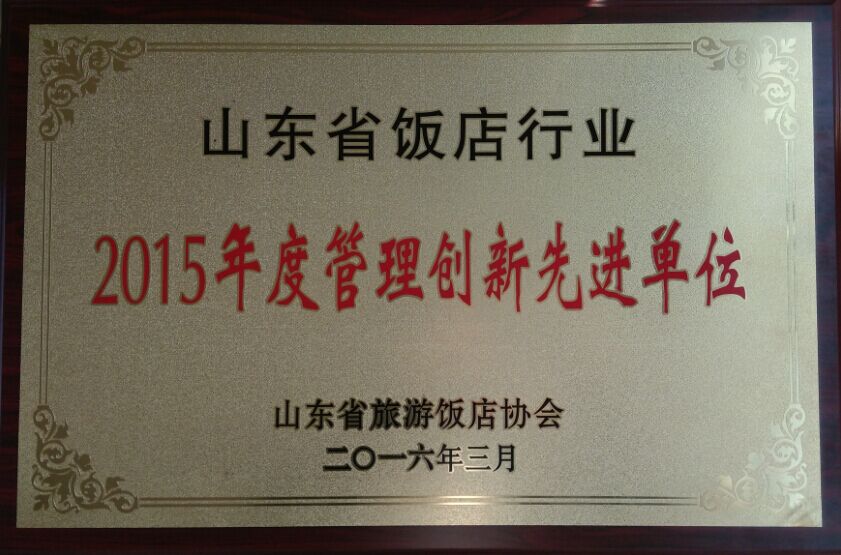 山东省饭店行业
2015年度管理创新先进单位
山东省旅游饭店协会
二〇一六年三月